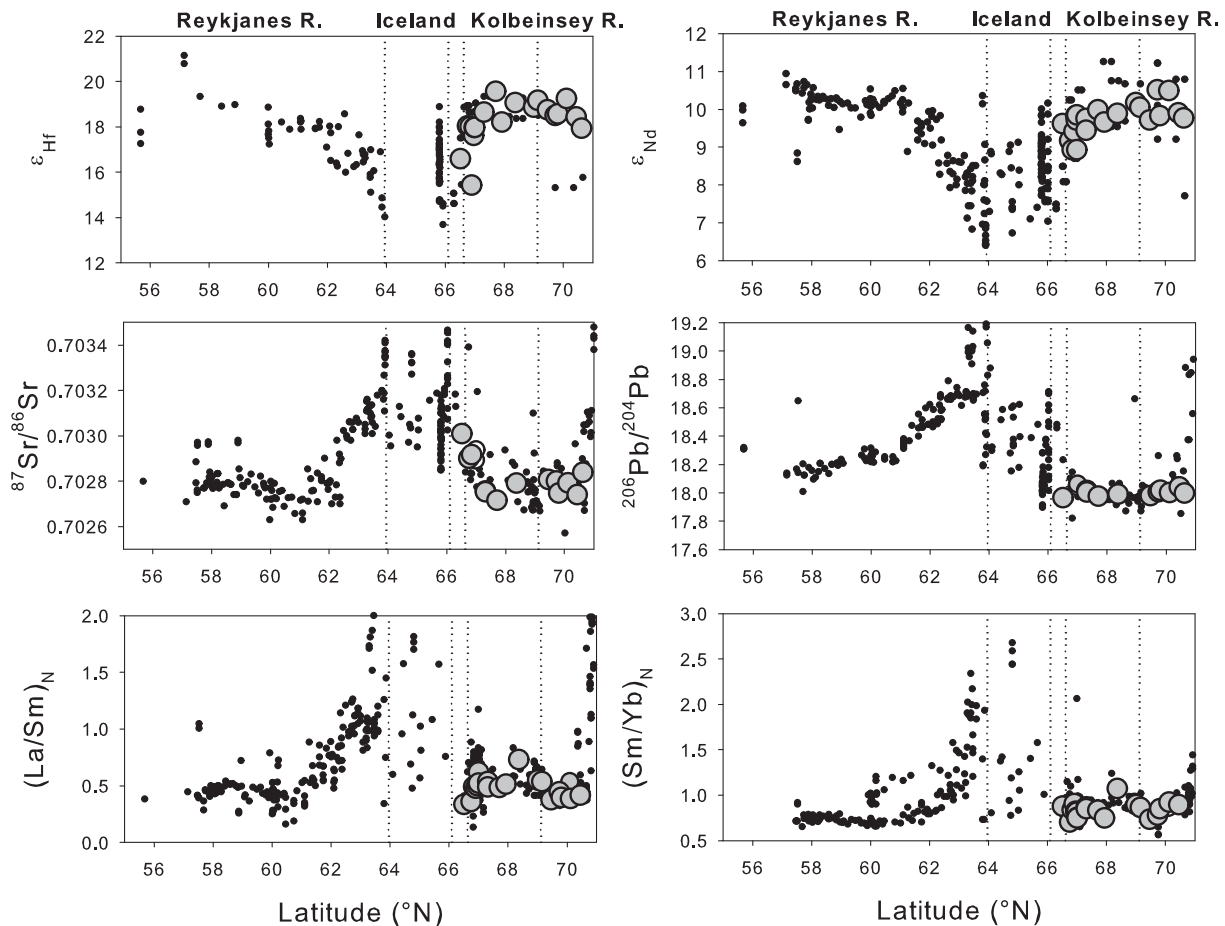 Reykjanes R. Iceland Kolbeinsey R. Reykjanes R. Iceland Kolbeinsey R.
22
20
18
16
14
12
εHf
56 58 60 62 64 66 68 70
12
11
10
9
8
7
6
εNd
56 58 60 62 64 66 68 70
0.7034
0.7032
0.7030
0.7028
0.7026
87Sr/86Sr
56 58 60 62 64 66 68 70
19.2
19.0
18.8
18.6
18.4
18.2
18.0
17.8
17.6
206Pb/204Pb
56 58 60 62 64 66 68 70
2.0
1.5
1.0
0.5
0.0
(La/Sm)N
56 58 60 62 64 66 68 70
Latitude (°N)
3.0
2.5
2.0
1.5
1.0
0.5
(Sm/Yb)N
56 58 60 62 64 66 68 70
Latitude (°N)